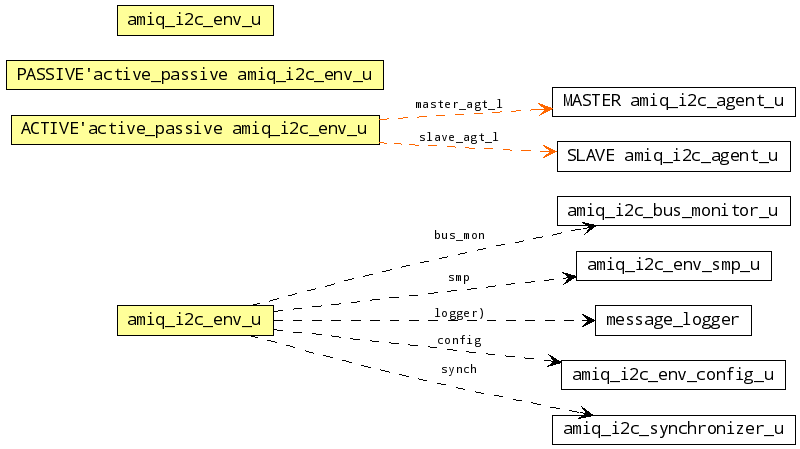 amiq_i2c_env_u
PASSIVE'active_passive amiq_i2c_env_u
ACTIVE'active_passive amiq_i2c_env_u
master_agt_l
MASTER amiq_i2c_agent_u
slave_agt_l
SLAVE amiq_i2c_agent_u
amiq_i2c_env_u
bus_mon
amiq_i2c_bus_monitor_u
smp
amiq_i2c_env_smp_u
logger)
message_logger
config
amiq_i2c_env_config_u
synch
amiq_i2c_synchronizer_u